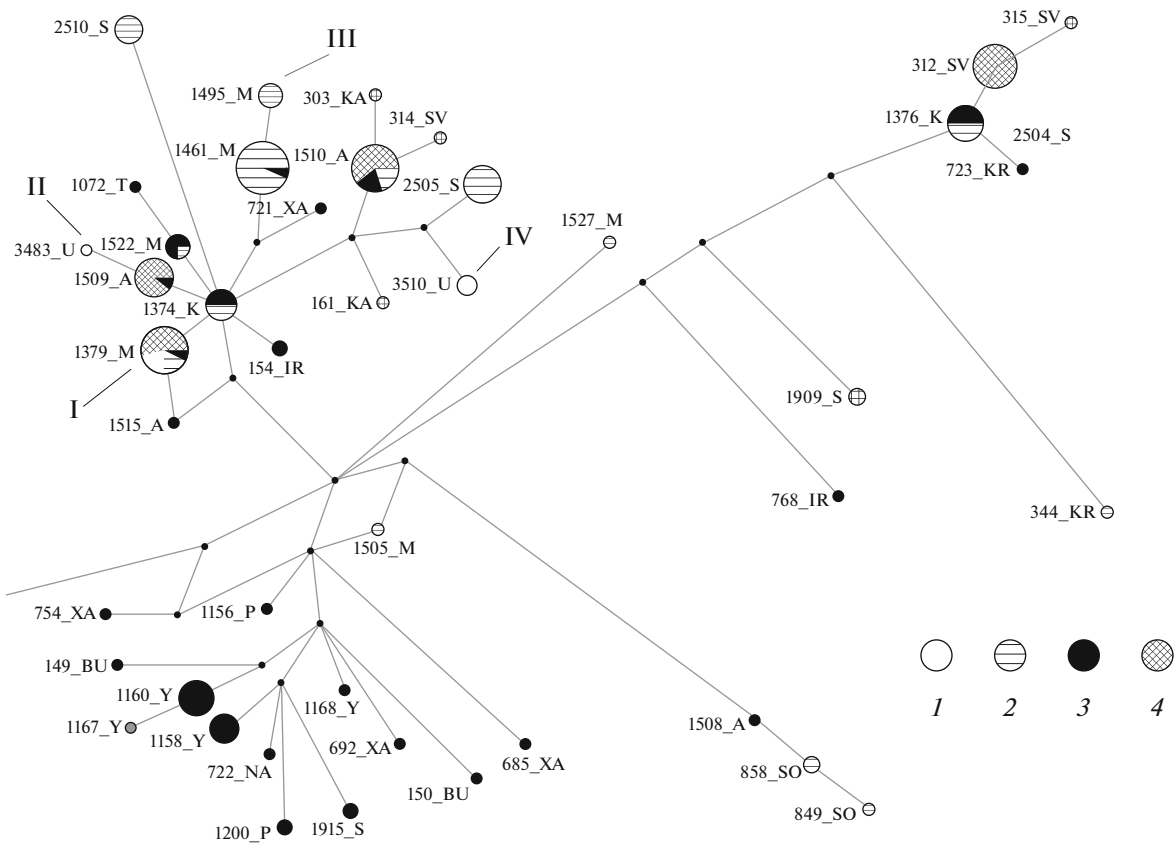 315_SV
2510_S
III
312_SV
1495_M
303_KA
314_SV
1376_K
2504_S
1461_M
1510_A
723_KR
1072_T
2505_S
II
721_XA
1527_M
3483_U
1522_M
IV
1509_A
3510_U
1374_K
161_KA
1379_M
154_IR
1909_S
I
1515_A
768_IR
344_KR
1505_M
754_XA
1156_P
149_BU
1160_Y
1168_Y
1167_Y
1158_Y
692_XA
685_XA
1508_A
1 2 3 4
722_NA
150_BU
858_SO
1200_P
1915_S
849_SO